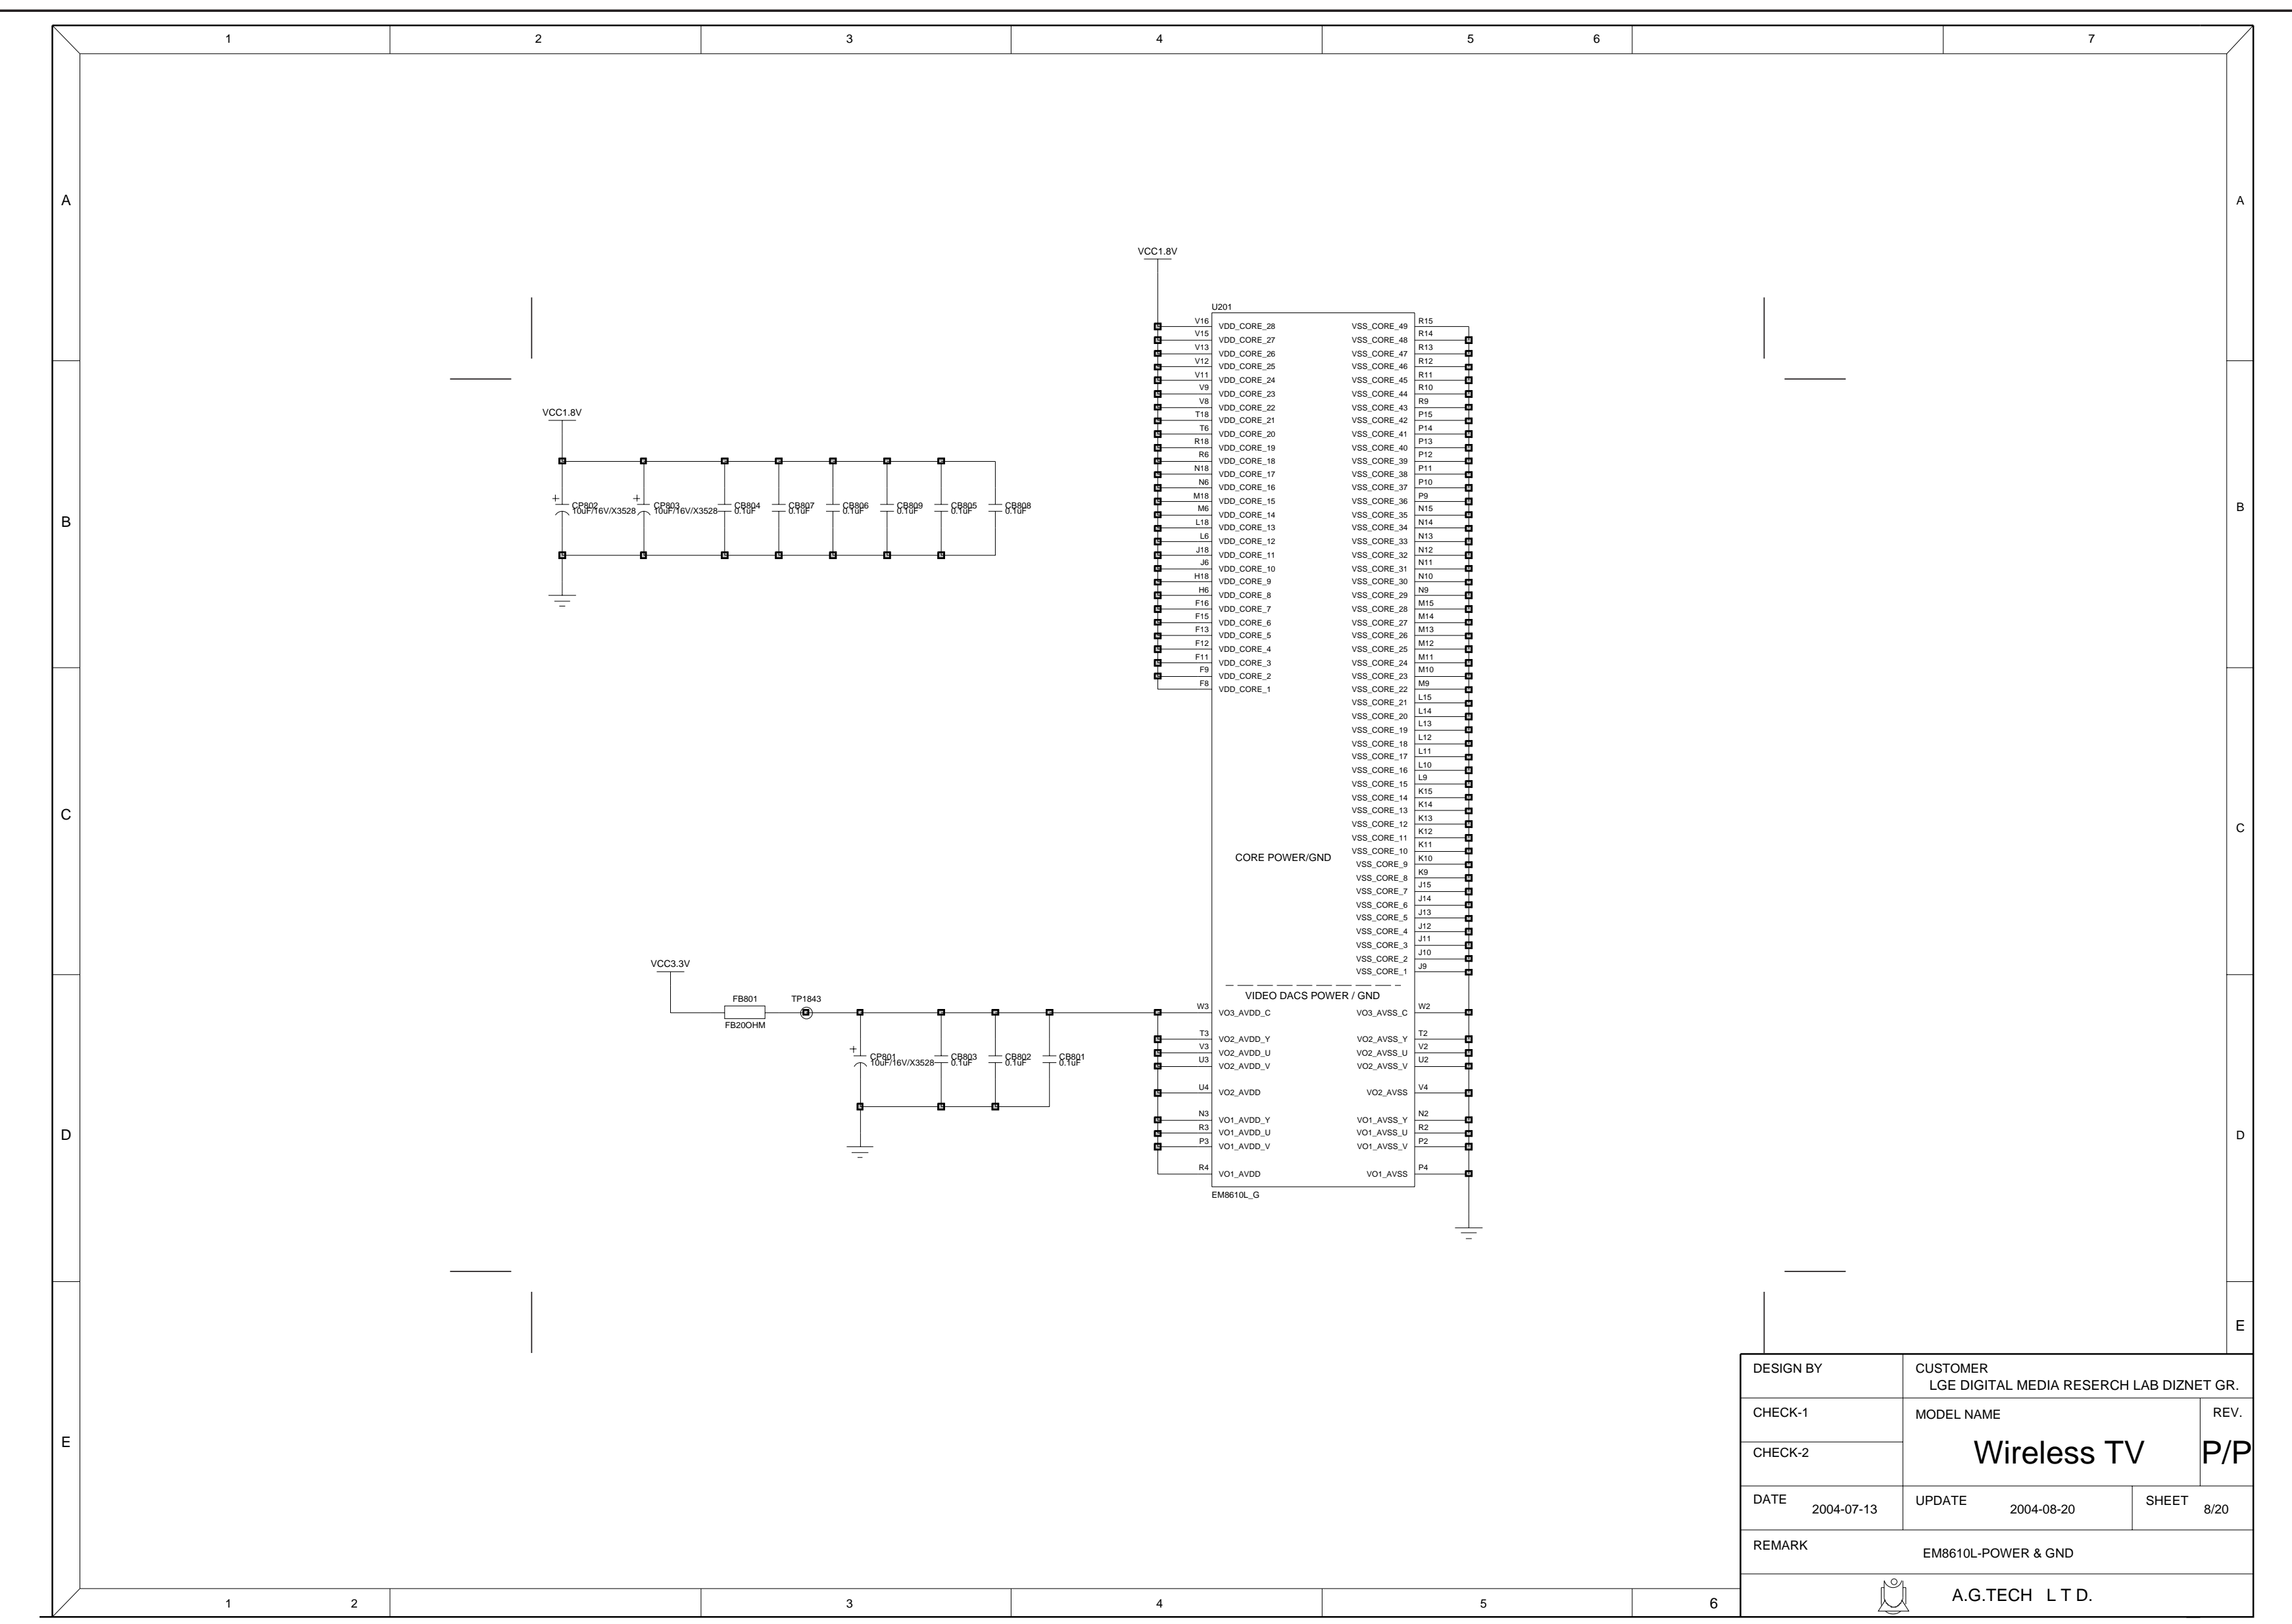 1 2 3 4 5 6 7
A A
VCC1.8V
U201
V16 VDD_CORE_28 VSS_CORE_49 R15
V15 VDD_CORE_27 VSS_CORE_48 R14
V13 VDD_CORE_26 VSS_CORE_47 R13
V12 VDD_CORE_25 VSS_CORE_46 R12
V11 VDD_CORE_24 VSS_CORE_45 R11
V9 VDD_CORE_23 VSS_CORE_44 R10
V8 VDD_CORE_22 VSS_CORE_43 R9
T18 VDD_CORE_21 VSS_CORE_42 P15
T6 VDD_CORE_20 VSS_CORE_41 P14
R18 VDD_CORE_19 VSS_CORE_40 P13
R6 VDD_CORE_18 VSS_CORE_39 P12
N18 VDD_CORE_17 VSS_CORE_38 P11
N6 VDD_CORE_16 VSS_CORE_37 P10
M18 VDD_CORE_15 VSS_CORE_36 P9
M6 VDD_CORE_14 VSS_CORE_35 N15
L18 VDD_CORE_13 VSS_CORE_34 N14
L6 VDD_CORE_12 VSS_CORE_33 N13
J18 VDD_CORE_11 VSS_CORE_32 N12
J6 VDD_CORE_10 VSS_CORE_31 N11
H18 VDD_CORE_9 VSS_CORE_30 N10
H6 VDD_CORE_8 VSS_CORE_29 N9
F16 VDD_CORE_7 VSS_CORE_28 M15
F15 VDD_CORE_6 VSS_CORE_27 M14
F13 VDD_CORE_5 VSS_CORE_26 M13
F12 VDD_CORE_4 VSS_CORE_25 M12
F11 VDD_CORE_3 VSS_CORE_24 M11
F9 VDD_CORE_2 VSS_CORE_23 M10
F8 VDD_CORE_1 VSS_CORE_22 M9
VSS_CORE_21 L15
VSS_CORE_20 L14
VSS_CORE_19 L13
VSS_CORE_18 L12
VSS_CORE_17 L11
VSS_CORE_16 L10
VSS_CORE_15 L9
VSS_CORE_14 K15
VSS_CORE_13 K14
VSS_CORE_12 K13
VSS_CORE_11 K12
VSS_CORE_10 K11
VSS_CORE_9 K10
VSS_CORE_8 K9
VSS_CORE_7 J15
VSS_CORE_6 J14
VSS_CORE_5 J13
VSS_CORE_4 J12
VSS_CORE_3 J11
VSS_CORE_2 J10
VSS_CORE_1 J9
CORE POWER/GND
VCC1.8V
+ CP802 + CP803 CB804 CB807 CB806 CB809 CB805 CB808
10uF/16V/X3528 10uF/16V/X3528 0.1uF 0.1uF 0.1uF 0.1uF 0.1uF 0.1uF
B B
C C
VCC3.3V
FB801 TP1843
FB20OHM
+ CP801 CB803 CB802 CB801
10uF/16V/X3528 0.1uF 0.1uF 0.1uF
VIDEO DACS POWER / GND
W3 VO3_AVDD_C VO3_AVSS_C W2
T3 VO2_AVDD_Y VO2_AVSS_Y T2
V3 VO2_AVDD_U VO2_AVSS_U V2
U3 VO2_AVDD_V VO2_AVSS_V U2
U4 VO2_AVDD VO2_AVSS V4
N3 VO1_AVDD_Y VO1_AVSS_Y N2
R3 VO1_AVDD_U VO1_AVSS_U R2
P3 VO1_AVDD_V VO1_AVSS_V P2
R4 VO1_AVDD VO1_AVSS P4
EM8610L_G
D D
E E
DESIGN BY
CUSTOMER
LGE DIGITAL MEDIA RESERCH LAB DIZNET GR.
CHECK-1
MODEL NAME REV.
CHECK-2
Wireless TV P/P
DATE 2004-07-13 UPDATE 2004-08-20 SHEET 8/20
REMARK EM8610L-POWER & GND
A.G.TECH L T D.
1 2 3 4 5 6